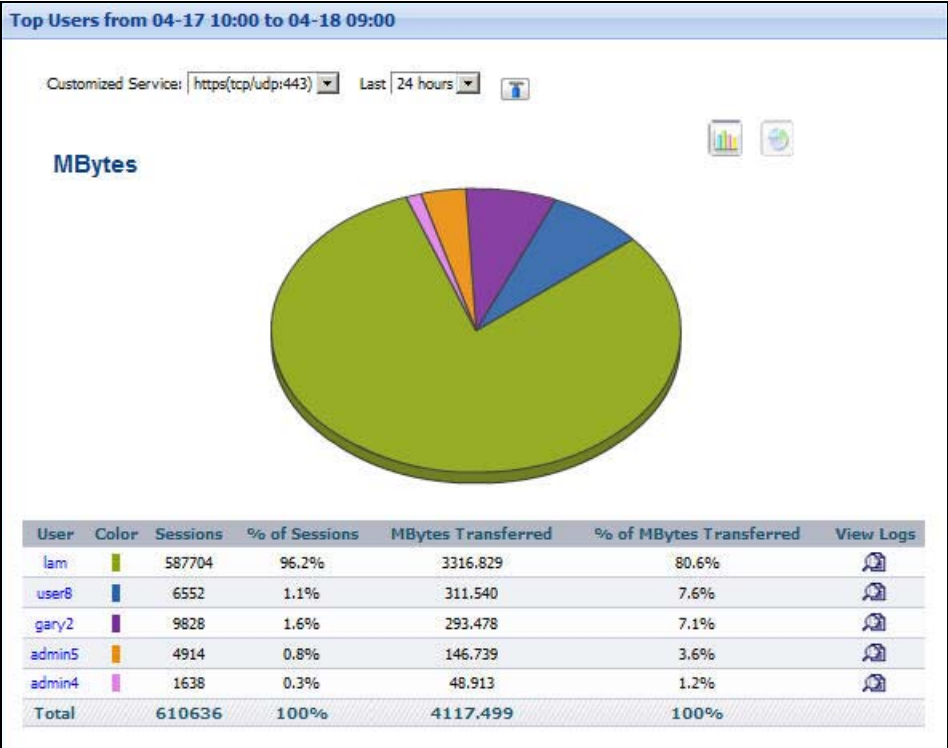 Top Users from 04-17 10:00 to 04-18 09:00
Customized Service: https(tcp/udp:443) Last 24 hours
MBytes
User Color Sessions % of Sessions MBytes Transferred % of MBytes Transferred View Logs
lam 587704 96.2% 3316.829 80.6%
user8 6552 1.1% 311.540 7.6%
gary2 9828 1.6% 293.478 7.1%
admin5 4914 0.8% 146.739 3.6%
admin4 1638 0.3% 48.913 1.2%
Total 610636 100% 4117.499 100%